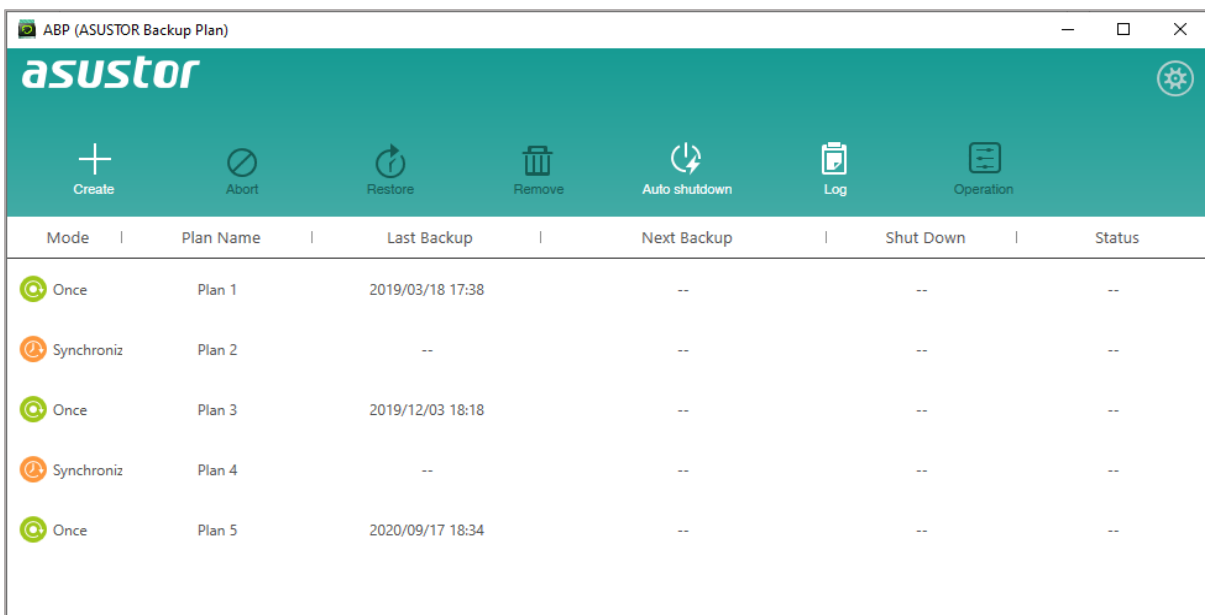 ABP (ASUSTOR Backup Plan)
asustor
Create Abort Restore Remove Auto shutdown Log Operation
Mode Plan Name Last Backup Next Backup Shut Down Status
Once Plan 1 2019/03/18 17:38 -- -- --
Synchroniz Plan 2 -- -- -- --
Once Plan 3 2019/12/03 18:18 -- -- --
Synchroniz Plan 4 -- -- -- --
Once Plan 5 2020/09/17 18:34 -- -- --